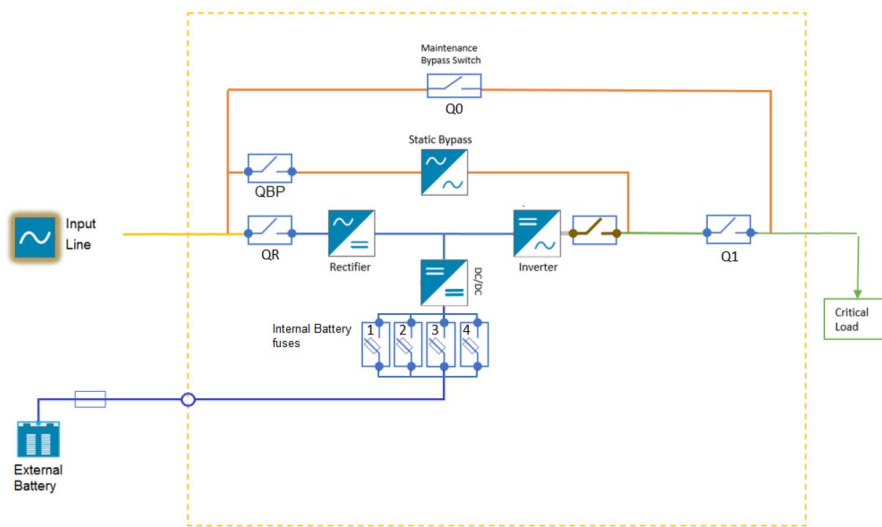 Maintenance
Bypass Switch
Q0
Static Bypass
QBP
Input
Line
QR
Rectifier
Inverter
Q1
DC/DC
Critical
Load
Internal Battery
fuses
1 2 3 4
External
Battery